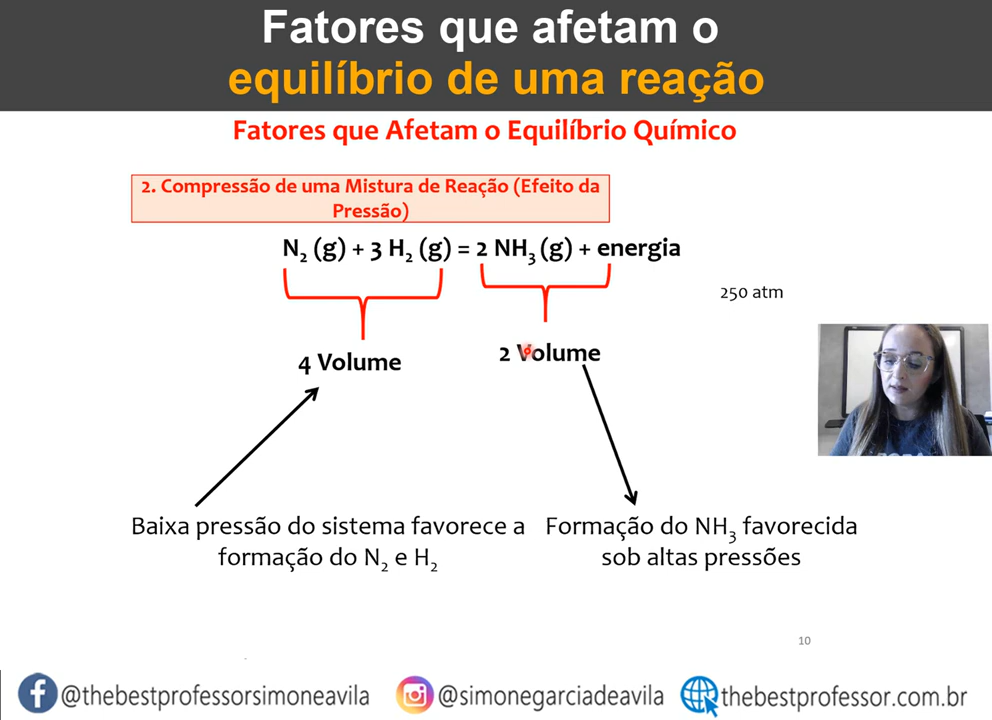 Fatores que afetam o
equilíbrio de uma reação
Fatores que Afetam o Equilíbrio Químico
2. Compressão de uma Mistura de Reação (Efeito da
Pressão)
N₂ (g) + 3 H₂ (g) = 2 NH₃ (g) + energia
250 atm
4 Volume
2 Volume
Baixa pressão do sistema favorece a
formação do N₂ e H₂
Formação do NH₃ favorecida
sob altas pressões
10
@thebestprofessorsimoneavila
@simonegarciadeavila
thebestprofessor.com.br